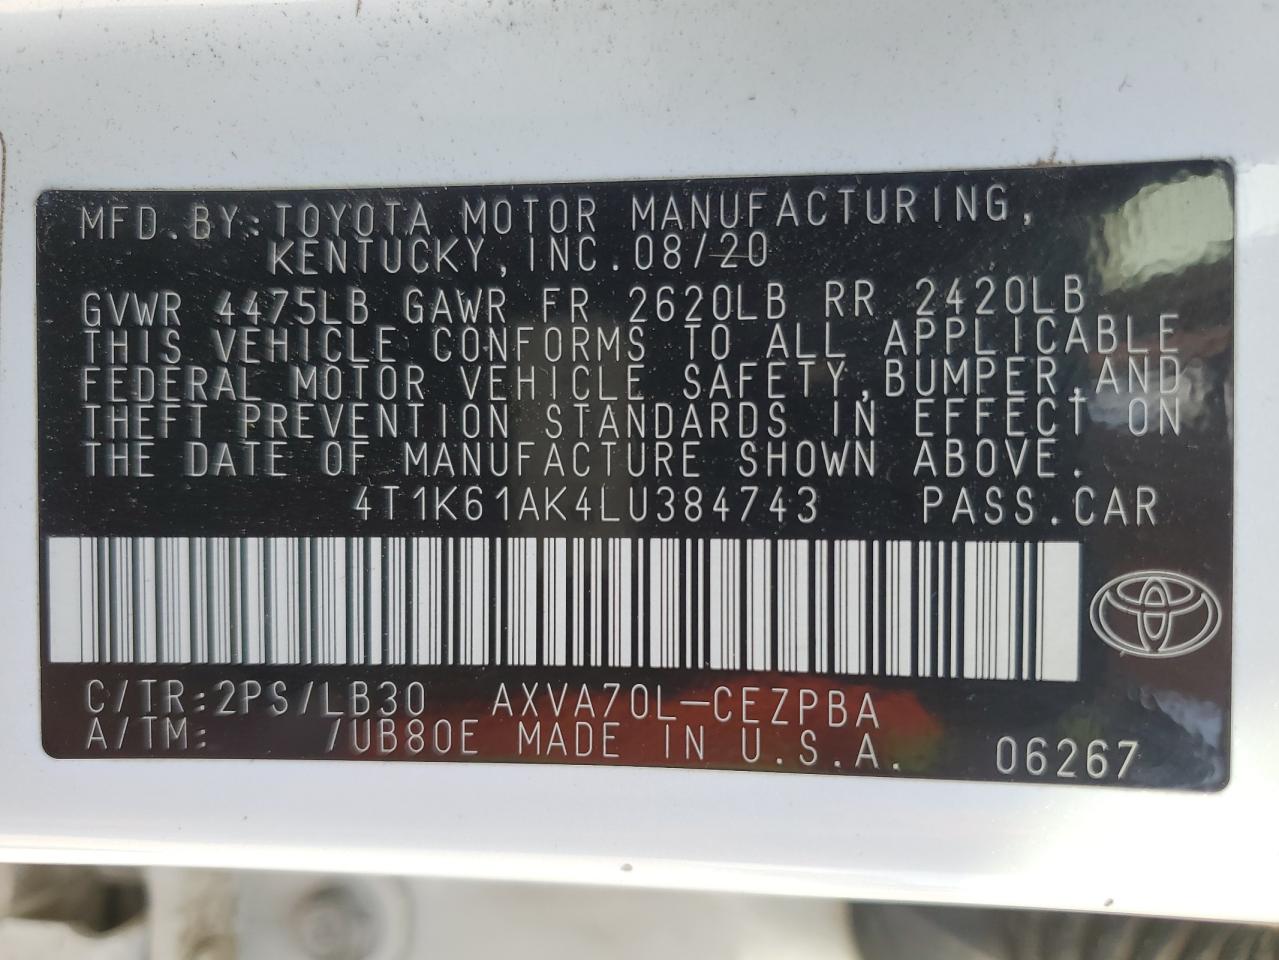 MFD. BY: TOYOTA MOTOR MANUFACTURING,
KENTUCKY, INC. 08/20
GVWR 4475LB GAWR FR 2620LB RR 2420LB
THIS VEHICLE CONFORMS TO ALL APPLICABLE
FEDERAL MOTOR VEHICLE SAFETY, BUMPER, AND
THEFT PREVENTION STANDARDS IN EFFECT ON
THE DATE OF MANUFACTURE SHOWN ABOVE.
4T1K61AK4LU384743 PASS. CAR
C/TR: 2PS/LB30 AXVA70L-CEZPBA
A/TM: /UB80E MADE IN U.S.A. 06267